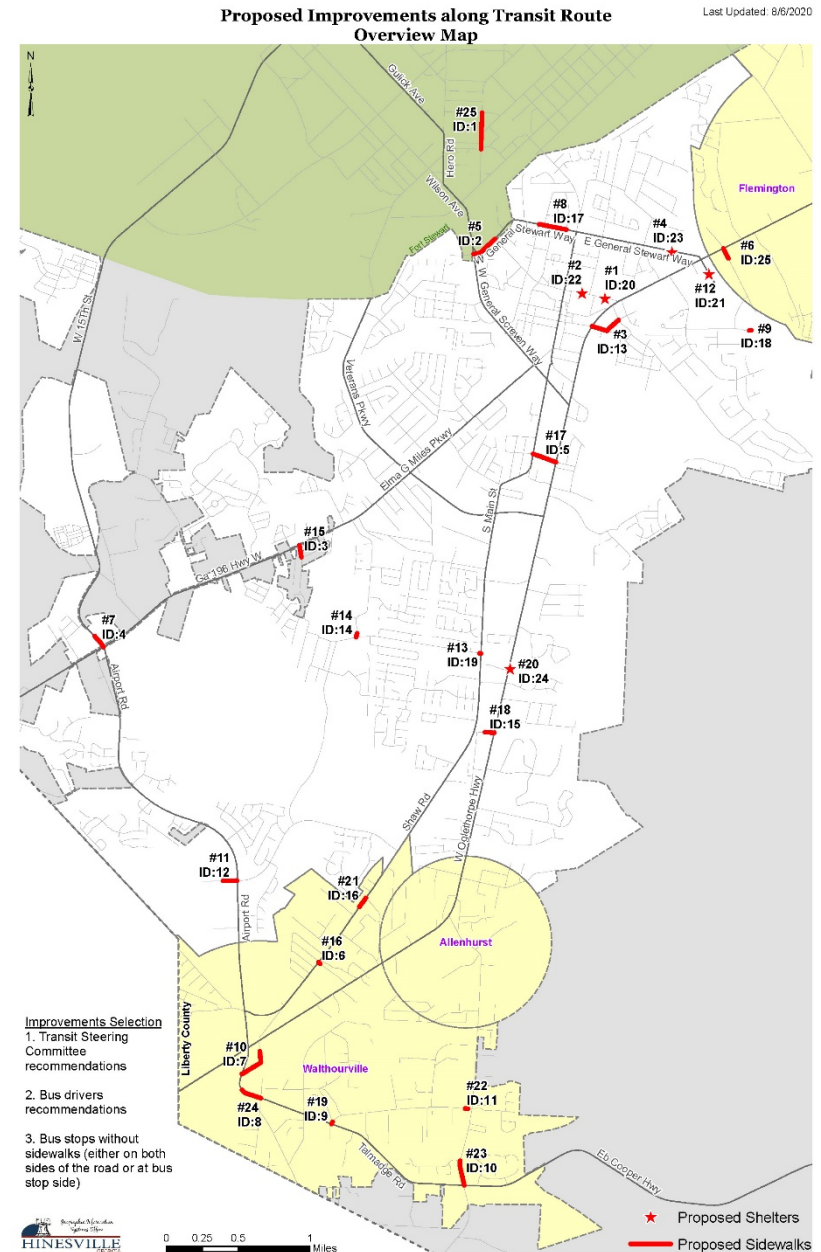 Proposed Improvements along Transit Route
Overview Map
Last Updated: 8/6/2020
N
Gulick Ave
#25
ID:1
Hero Rd
Wilson Ave
Flemington
#8
ID:17
#4
ID:23
#5
ID:2
Fort Stewart
W General Stewart Way
E General Stewart Way
#6
ID:25
#2
ID:22
#1
ID:20
#12
ID:21
W 15Th St
W General Screven Way
#3
ID:13
#9
ID:18
Veterans Pkwy
#17
ID:5
Elma G Miles Pkwy
S Main St
#15
ID:3
Ga 196 Hwy W
#14
ID:14
#7
ID:4
#13
ID:19
#20
ID:24
Airport Rd
#18
ID:15
Shaw Rd
W Oglethorpe Hwy
#11
ID:12
#21
ID:16
Airport Rd
Allenhurst
#16
ID:6
Improvements Selection
1. Transit Steering
Committee
recommendations
2. Bus drivers
recommendations
3. Bus stops without
sidewalks (either on both
sides of the road or at bus
stop side)
Liberty County
#10
ID:7
Walthourville
#24
ID:8
#19
ID:9
#22
ID:11
Talmadge Rd
#23
ID:10
Eb Cooper Hwy
HINESVILLE
0 0.25 0.5 1
Miles
Proposed Shelters
Proposed Sidewalks